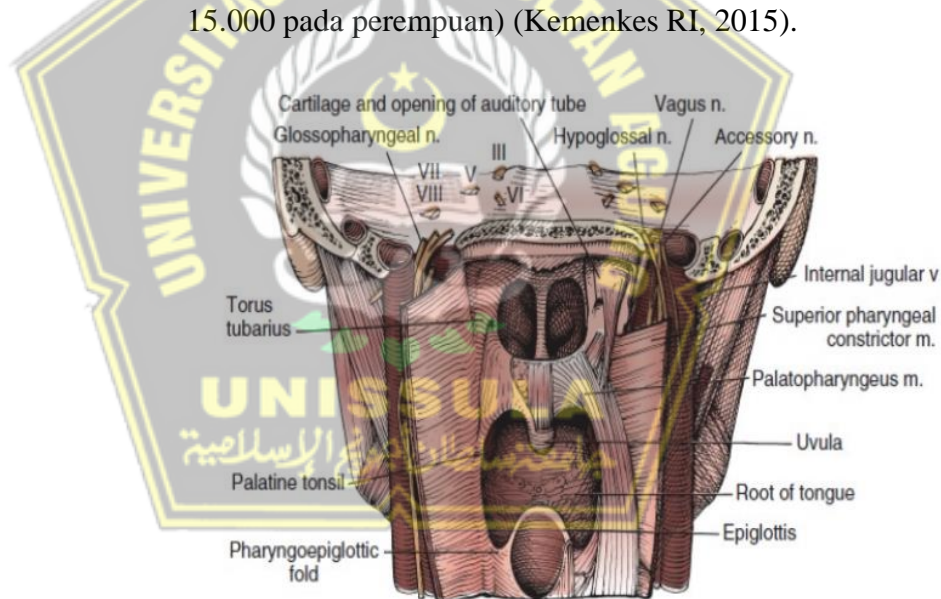 15.000 pada perempuan) (Kemenkes RI, 2015).
Cartilage and opening of auditory tube
Vagus n.
Glossopharyngeal n.
III
Hypoglossal n.
Accessory n.
VII
V
VIII
VI
Internal jugular v
Torus
tubarius
Superior pharyngeal
constrictor m.
Palatopharyngeus m.
UNISSULA
Uvula
Palatine tonsil
Root of tongue
Epiglottis
Pharyngoepiglottic
fold